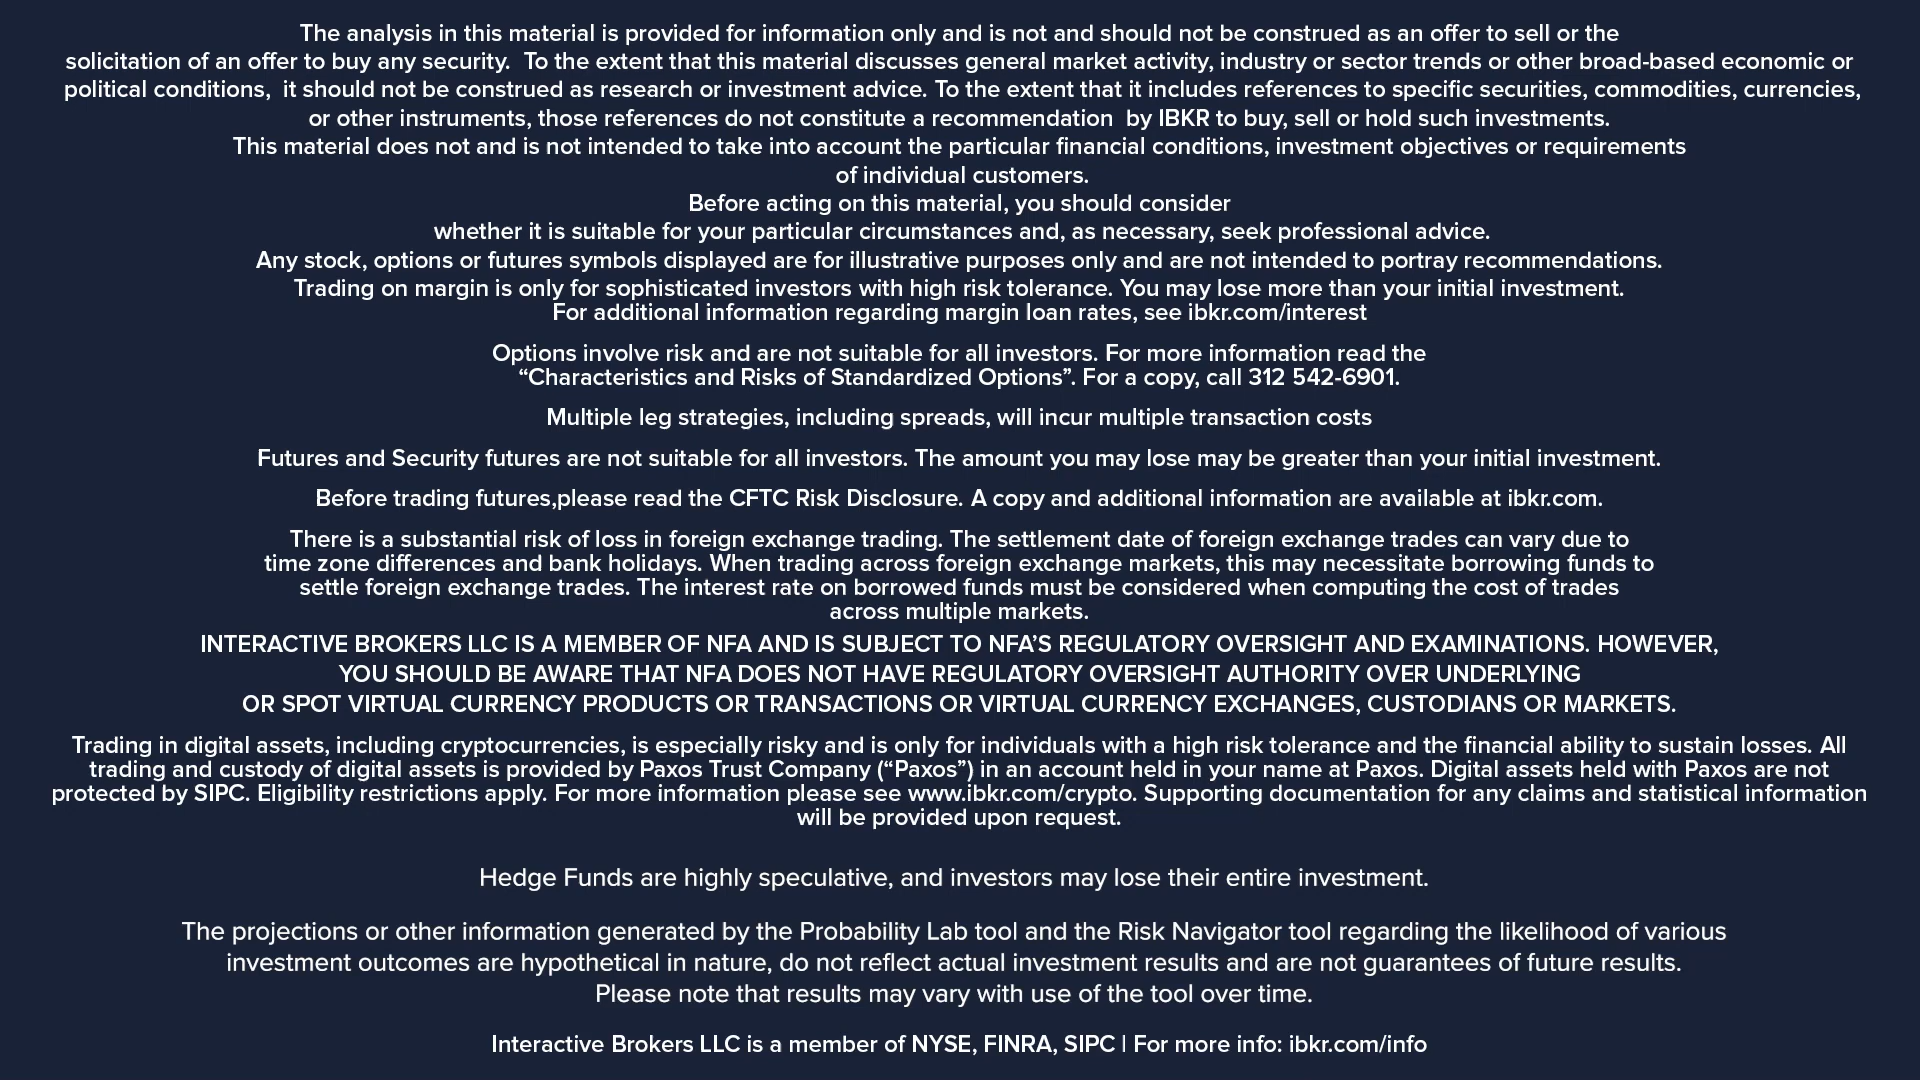 The analysis in this material is provided for information only and is not and should not be construed as an offer to sell or the
solicitation of an offer to buy any security.  To the extent that this material discusses general market activity, industry or sector trends or other broad-based economic or
political conditions,  it should not be construed as research or investment advice. To the extent that it includes references to specific securities, commodities, currencies,
or other instruments, those references do not constitute a recommendation  by IBKR to buy, sell or hold such investments.
This material does not and is not intended to take into account the particular financial conditions, investment objectives or requirements
of individual customers.
Before acting on this material, you should consider
whether it is suitable for your particular circumstances and, as necessary, seek professional advice.
Any stock, options or futures symbols displayed are for illustrative purposes only and are not intended to portray recommendations.
Trading on margin is only for sophisticated investors with high risk tolerance. You may lose more than your initial investment.
For additional information regarding margin loan rates, see ibkr.com/interest
Options involve risk and are not suitable for all investors. For more information read the
“Characteristics and Risks of Standardized Options”. For a copy, call 312 542-6901.
Multiple leg strategies, including spreads, will incur multiple transaction costs
Futures and Security futures are not suitable for all investors. The amount you may lose may be greater than your initial investment.
Before trading futures,please read the CFTC Risk Disclosure. A copy and additional information are available at ibkr.com.
There is a substantial risk of loss in foreign exchange trading. The settlement date of foreign exchange trades can vary due to
time zone differences and bank holidays. When trading across foreign exchange markets, this may necessitate borrowing funds to
settle foreign exchange trades. The interest rate on borrowed funds must be considered when computing the cost of trades
across multiple markets.
INTERACTIVE BROKERS LLC IS A MEMBER OF NFA AND IS SUBJECT TO NFA’S REGULATORY OVERSIGHT AND EXAMINATIONS. HOWEVER,
YOU SHOULD BE AWARE THAT NFA DOES NOT HAVE REGULATORY OVERSIGHT AUTHORITY OVER UNDERLYING
OR SPOT VIRTUAL CURRENCY PRODUCTS OR TRANSACTIONS OR VIRTUAL CURRENCY EXCHANGES, CUSTODIANS OR MARKETS.
Trading in digital assets, including cryptocurrencies, is especially risky and is only for individuals with a high risk tolerance and the financial ability to sustain losses. All
trading and custody of digital assets is provided by Paxos Trust Company (“Paxos”) in an account held in your name at Paxos. Digital assets held with Paxos are not
protected by SIPC. Eligibility restrictions apply. For more information please see www.ibkr.com/crypto. Supporting documentation for any claims and statistical information
will be provided upon request.
Hedge Funds are highly speculative, and investors may lose their entire investment.
The projections or other information generated by the Probability Lab tool and the Risk Navigator tool regarding the likelihood of various
investment outcomes are hypothetical in nature, do not reflect actual investment results and are not guarantees of future results.
Please note that results may vary with use of the tool over time.
Interactive Brokers LLC is a member of NYSE, FINRA, SIPC | For more info: ibkr.com/info